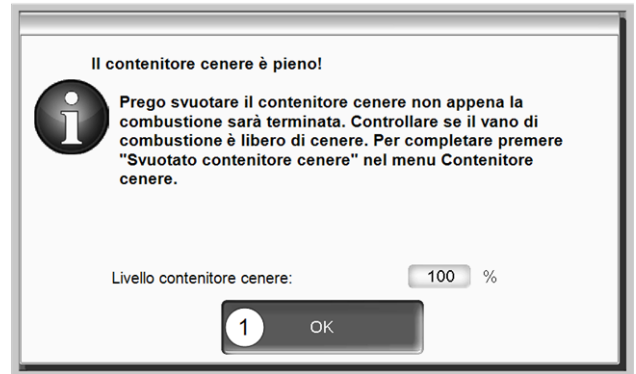 Il contenitore cenere è pieno!
Prego svuotare il contenitore cenere non appena la
combustione sarà terminata. Controllare se il vano di
combustione è libero di cenere. Per completare premere
"Svuotato contenitore cenere" nel menu Contenitore
cenere.
Livello contenitore cenere: 100 %
1 OK